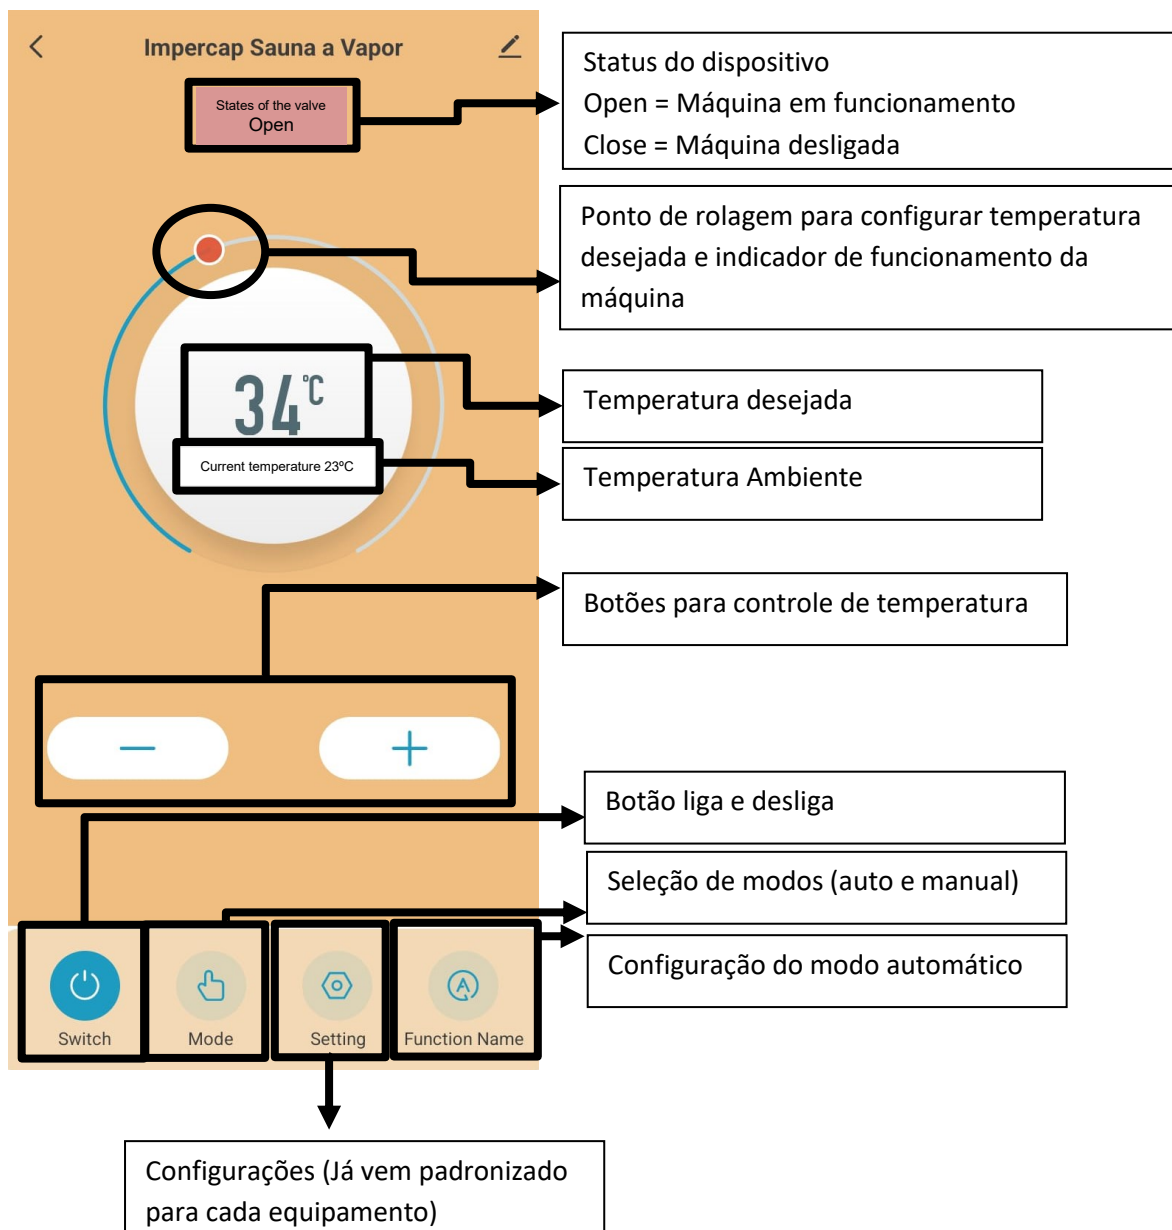 Impercap Sauna a Vapor
States of the valve
Open
Status do dispositivo
Open = Máquina em funcionamento
Close = Máquina desligada
Ponto de rolagem para configurar temperatura
desejada e indicador de funcionamento da
máquina
34°C
Temperatura desejada
Current temperature 23ºC
Temperatura Ambiente
Botões para controle de temperatura
Botão liga e desliga
Seleção de modos (auto e manual)
Configuração do modo automático
A
Switch
Mode
Setting
Function Name
Configurações (Já vem padronizado
para cada equipamento)